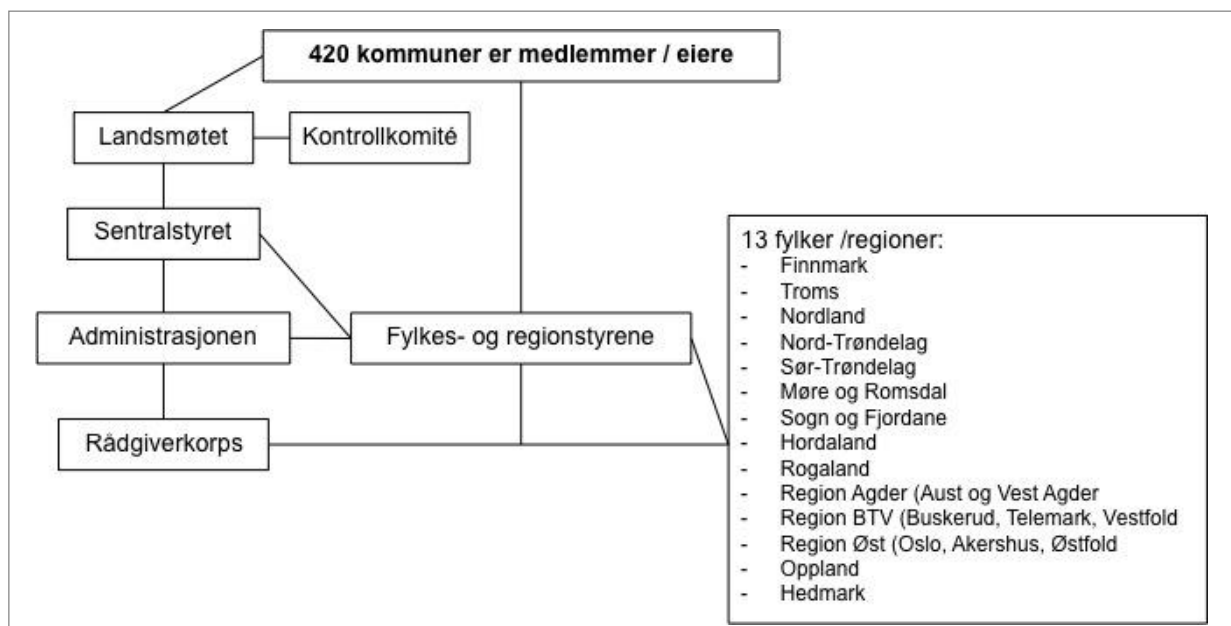 420 kommuner er medlemmer / eiere
Landsmøtet
Kontrollkomité
Sentralstyret
Administrasjonen
Fylkes- og regionstyrene
Rådgiverkorps
13 fylker /regioner:
- Finnmark
- Troms
- Nordland
- Nord-Trøndelag
- Sør-Trøndelag
- Møre og Romsdal
- Sogn og Fjordane
- Hordaland
- Rogaland
- Region Agder (Aust og Vest Agder
- Region BTV (Buskerud, Telemark, Vestfold
- Region Øst (Oslo, Akershus, Østfold
- Oppland
- Hedmark